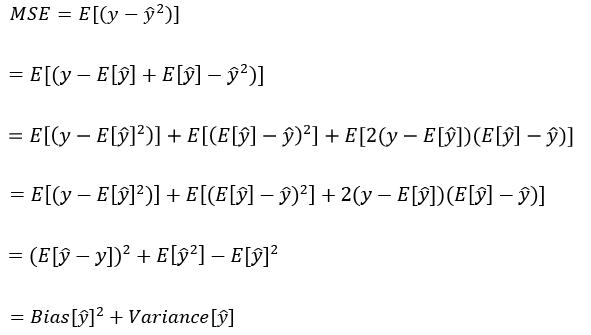 MSE = E[(y − ŷ²)]
= E[(y − E[ŷ] + E[ŷ] − ŷ²)]
= E[(y − E[ŷ]²)] + E[(E[ŷ] − ŷ)²] + E[2(y − E[ŷ])(E[ŷ] − ŷ)]
= E[(y − E[ŷ]²)] + E[(E[ŷ] − ŷ)²] + 2(y − E[ŷ])(E[ŷ] − ŷ)]
= (E[ŷ − y])² + E[ŷ²] − E[ŷ]²
= Bias[ŷ]² + Variance[ŷ]